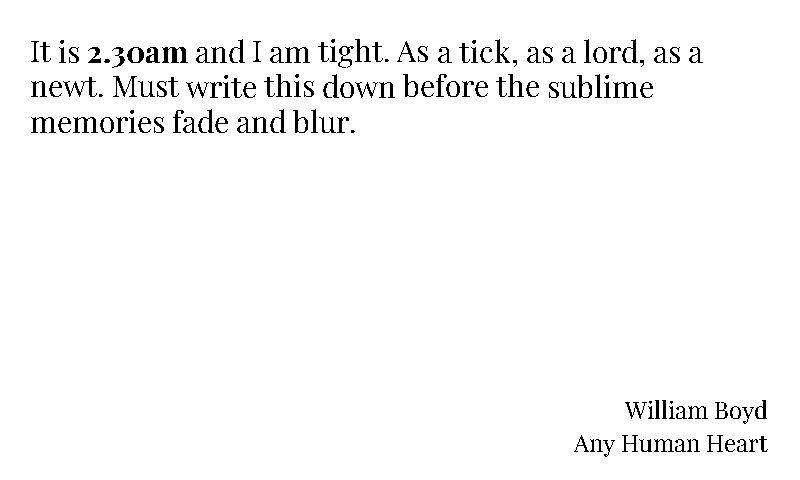 It is 2.30am and I am tight. As a tick, as a lord, as a
newt. Must write this down before the sublime
memories fade and blur.
William Boyd
Any Human Heart